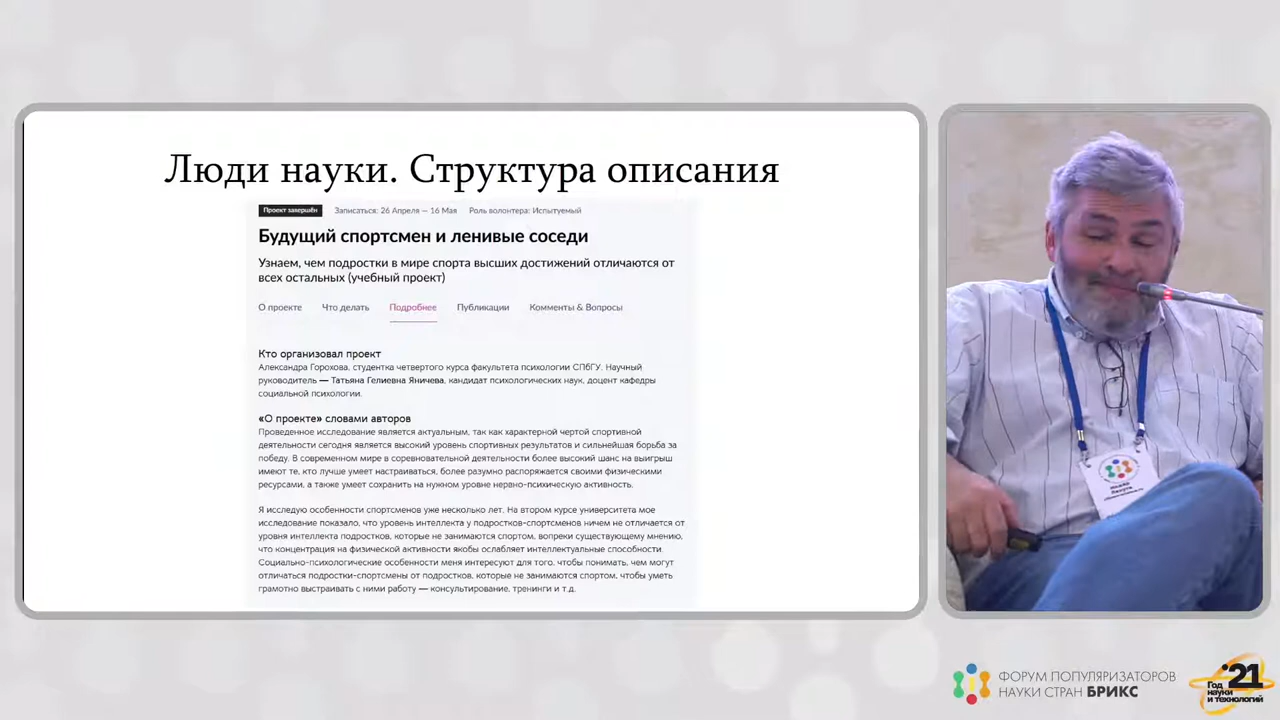 Люди науки. Структура описания
Проект завершён Записаться: 26 Апреля — 16 Мая Роль волонтера: Испытуемый
Будущий спортсмен и ленивые соседи
Узнаем, чем подростки в мире спорта высших достижений отличаются от
всех остальных (учебный проект)
О проекте Что делать Подробнее Публикации Комменты & Вопросы
Кто организовал проект
Александра Горохова, студентка четвертого курса факультета психологии СПбГУ. Научный
руководитель — Татьяна Гелиевна Яничева, кандидат психологических наук, доцент кафедры
социальной психологии.
«О проекте» словами авторов
Проведенное исследование является актуальным, так как характерной чертой спортивной
деятельности сегодня является высокий уровень спортивных результатов и сильнейшая борьба за
победу. В современном мире в соревновательной деятельности более высокий шанс на выигрыш
имеют те, кто лучше умеет настраиваться, более разумно распоряжается своими физическими
ресурсами, а также умеет сохранить на нужном уровне нервно-психическую активность.
Я исследую особенности спортсменов уже несколько лет. На втором курсе университета мое
исследование показало, что уровень интеллекта у подростков-спортсменов ничем не отличается от
уровня интеллекта подростков, которые не занимаются спортом, вопреки существующему мнению,
что концентрация на физической активности якобы ослабляет интеллектуальные способности.
Социально-психологические особенности меня интересуют для того, чтобы понимать, чем могут
отличаться подростки-спортсмены от подростков, которые не занимаются спортом, чтобы уметь
грамотно выстраивать с ними работу — консультирование, тренинги и т.д.
ФОРУМ ПОПУЛЯРИЗАТОРОВ
НАУКИ СТРАН БРИКС
'21
Год
науки
и технологий